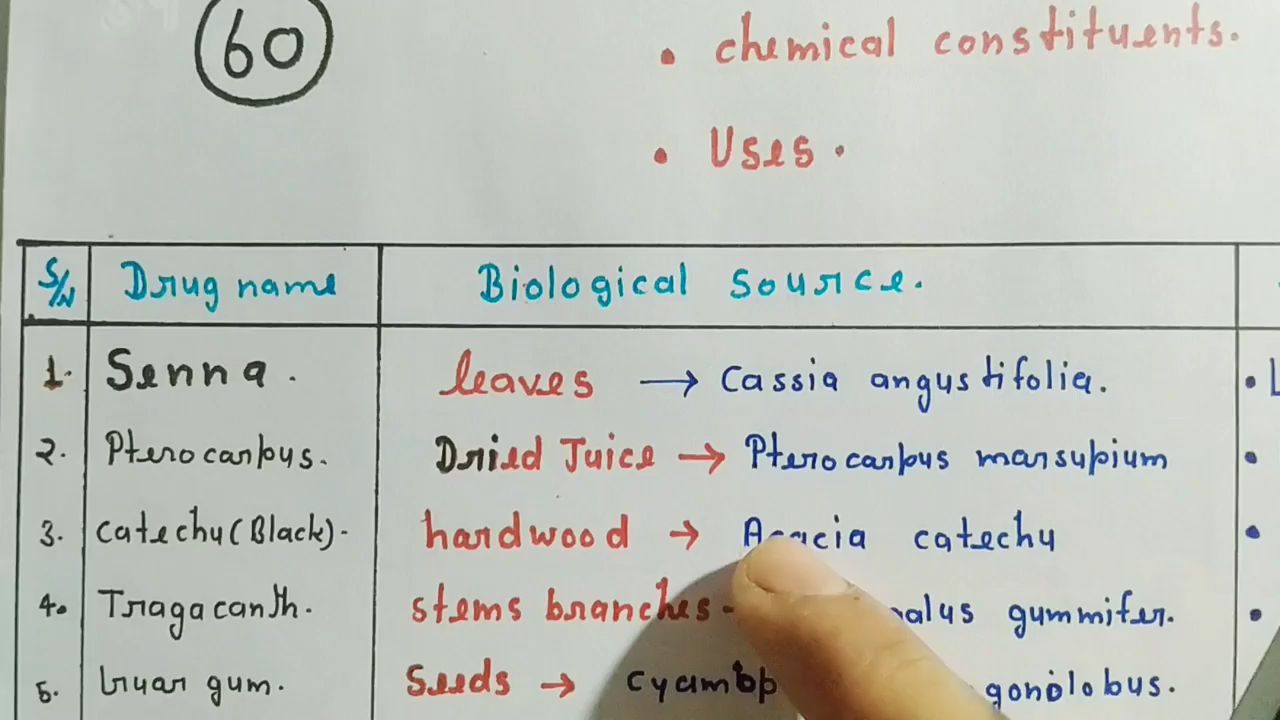 60
• chemical constituents.
• Uses.
S/N Drug name Biological source.
1. Senna. leaves → Cassia angustifolia. •
2. Pterocarpus. Dried Juice → Pterocarpus marsupium •
3. catechu (Black)- hardwood → Acacia catechu •
4. Tragacanth. stems branches- gummifer. •
5. Guar gum. Seeds →